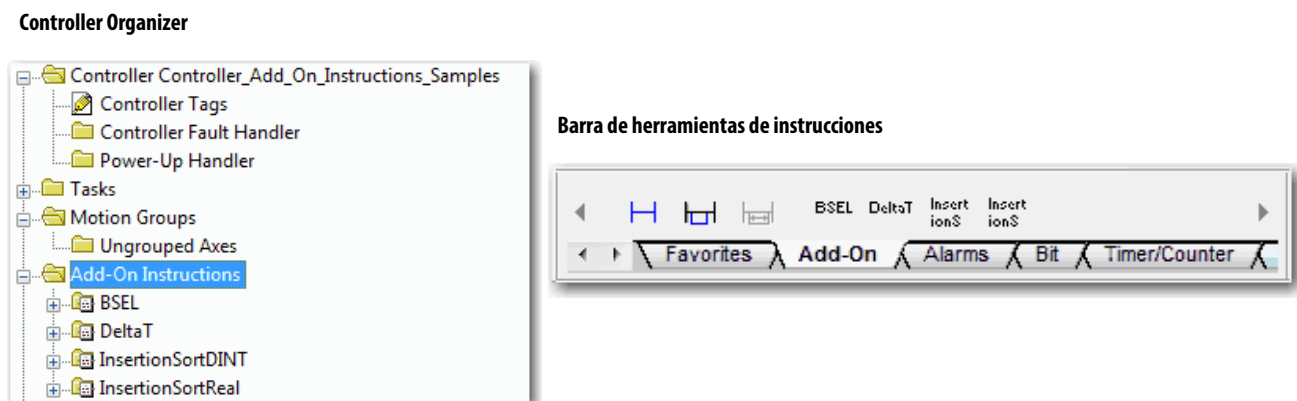 Controller Organizer
Controller Controller_Add_On_Instructions_Samples
Controller Tags
Controller Fault Handler
Power-Up Handler
Tasks
Motion Groups
Ungrouped Axes
Add-On Instructions
BSEL
DeltaT
InsertionSortDINT
InsertionSortReal
Barra de herramientas de instrucciones
BSEL DeltaT Insert Insert
ionS ionS
Favorites Add-On Alarms Bit Timer/Counter